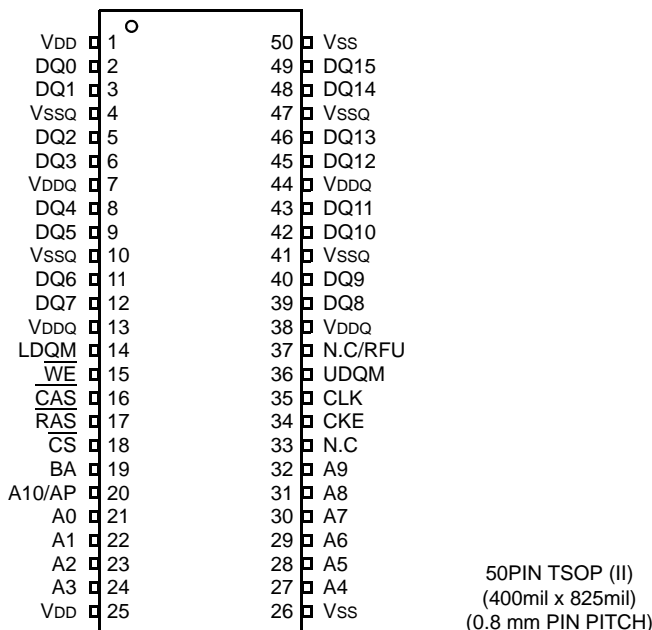 VDD 1 50 VSS
DQ0 2 49 DQ15
DQ1 3 48 DQ14
VSSQ 4 47 VSSQ
DQ2 5 46 DQ13
DQ3 6 45 DQ12
VDDQ 7 44 VDDQ
DQ4 8 43 DQ11
DQ5 9 42 DQ10
VSSQ 10 41 VSSQ
DQ6 11 40 DQ9
DQ7 12 39 DQ8
VDDQ 13 38 VDDQ
LDQM 14 37 N.C/RFU
W̅E̅ 15 36 UDQM
C̅A̅S̅ 16 35 CLK
R̅A̅S̅ 17 34 CKE
C̅S̅ 18 33 N.C
BA 19 32 A9
A10/AP 20 31 A8
A0 21 30 A7
A1 22 29 A6
A2 23 28 A5
A3 24 27 A4
VDD 25 26 VSS
50PIN TSOP (II)
(400mil x 825mil)
(0.8 mm PIN PITCH)